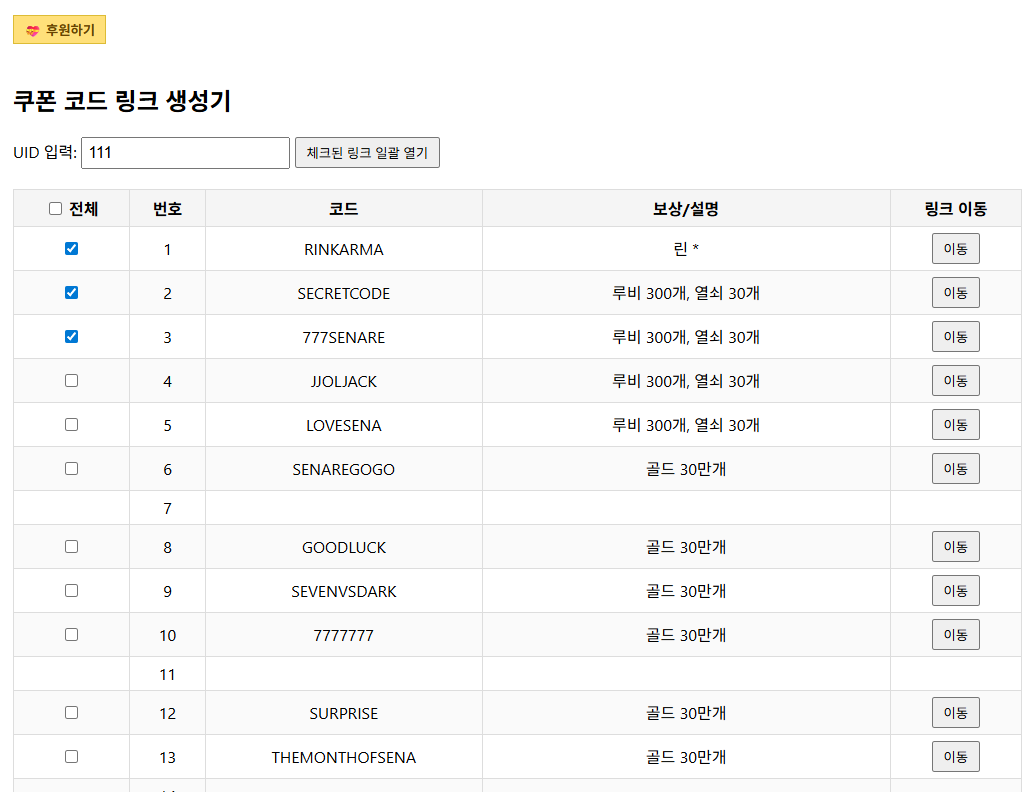 💝 후원하기
쿠폰 코드 링크 생성기
UID 입력: 111 체크된 링크 일괄 열기
전체 번호 코드 보상/설명 링크 이동
1 RINKARMA 린 * 이동
2 SECRETCODE 루비 300개, 열쇠 30개 이동
3 777SENARE 루비 300개, 열쇠 30개 이동
4 JJOLJACK 루비 300개, 열쇠 30개 이동
5 LOVESENA 루비 300개, 열쇠 30개 이동
6 SENAREGOGO 골드 30만개 이동
7
8 GOODLUCK 골드 30만개 이동
9 SEVENVSDARK 골드 30만개 이동
10 7777777 골드 30만개 이동
11
12 SURPRISE 골드 30만개 이동
13 THEMONTHOFSENA 골드 30만개 이동